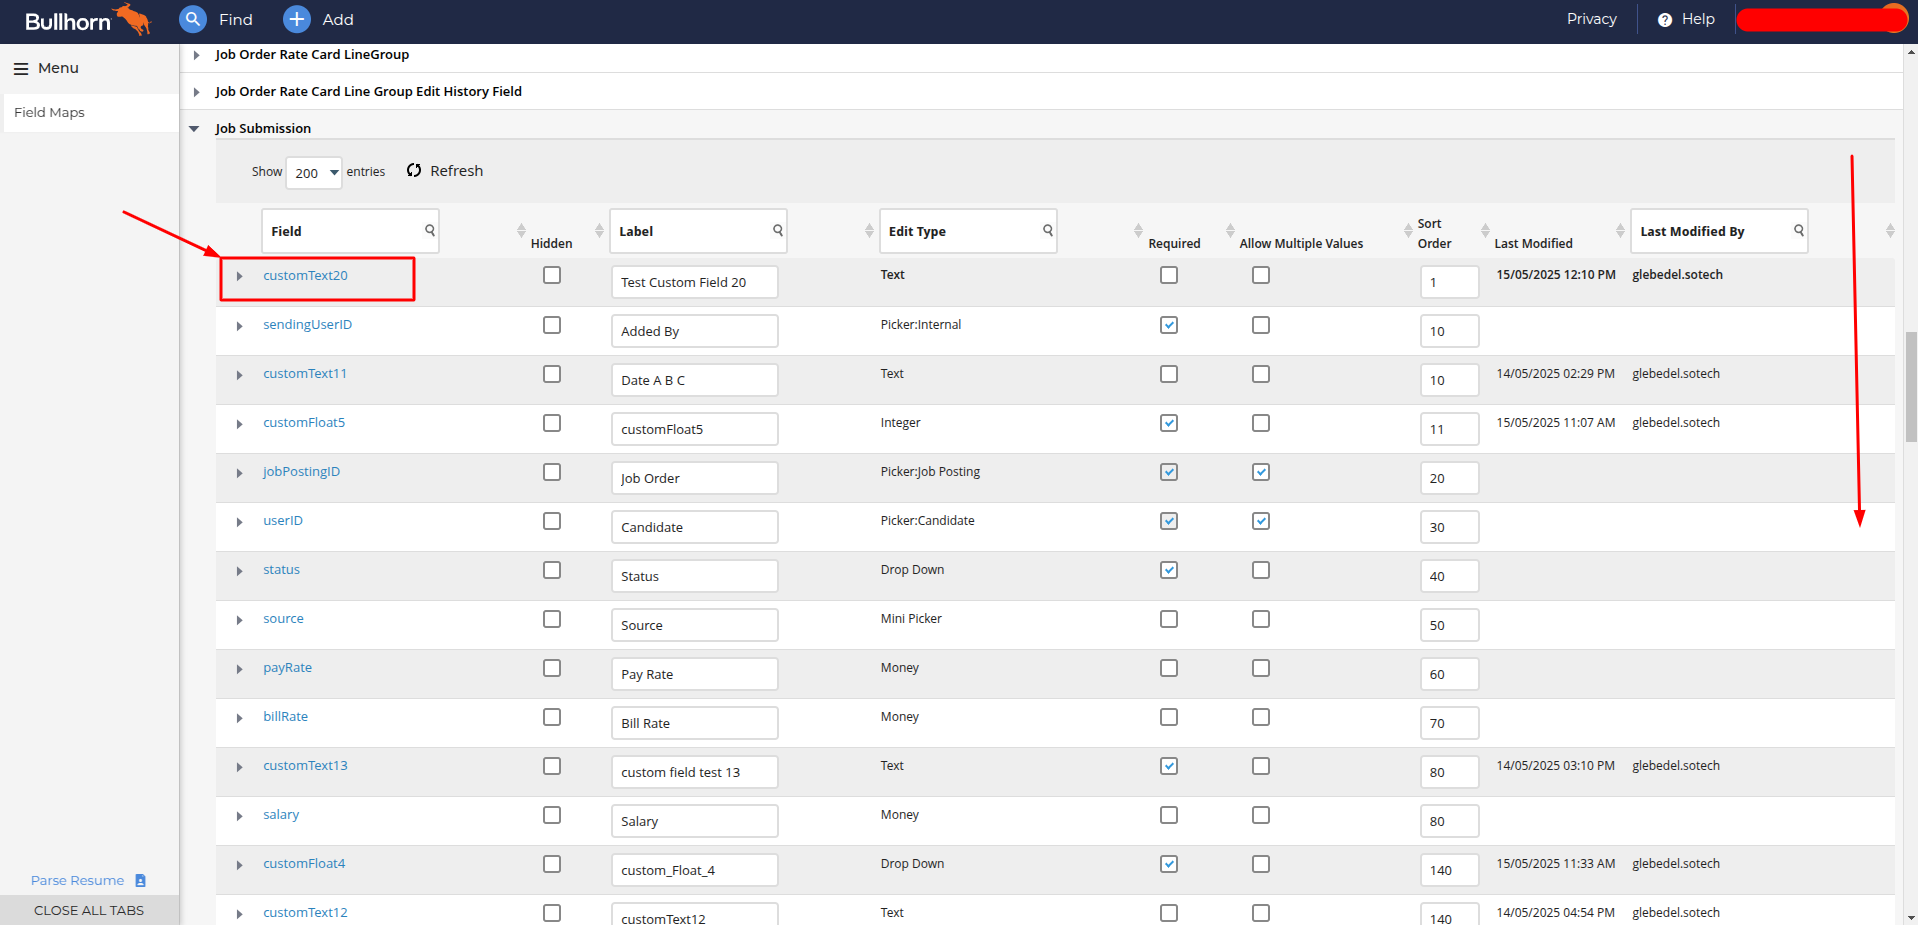 Bullhorn Find Add Privacy Help
Menu
Field Maps
Job Order Rate Card LineGroup
Job Order Rate Card Line Group Edit History Field
Job Submission
Show 200 entries Refresh
Field Hidden Label Edit Type Required Allow Multiple Values Sort Order Last Modified Last Modified By
customText20 Test Custom Field 20 Text 1 15/05/2025 12:10 PM glebedel.sotech
sendingUserID Added By Picker:Internal 10
customText11 Date A B C Text 10 14/05/2025 02:29 PM glebedel.sotech
customFloat5 customFloat5 Integer 11 15/05/2025 11:07 AM glebedel.sotech
jobPostingID Job Order Picker:Job Posting 20
userID Candidate Picker:Candidate 30
status Status Drop Down 40
source Source Mini Picker 50
payRate Pay Rate Money 60
billRate Bill Rate Money 70
customText13 custom field test 13 Text 80 14/05/2025 03:10 PM glebedel.sotech
salary Salary Money 80
customFloat4 custom_Float_4 Drop Down 140 15/05/2025 11:33 AM glebedel.sotech
customText12 customText12 Text 140 14/05/2025 04:54 PM glebedel.sotech
Parse Resume
CLOSE ALL TABS